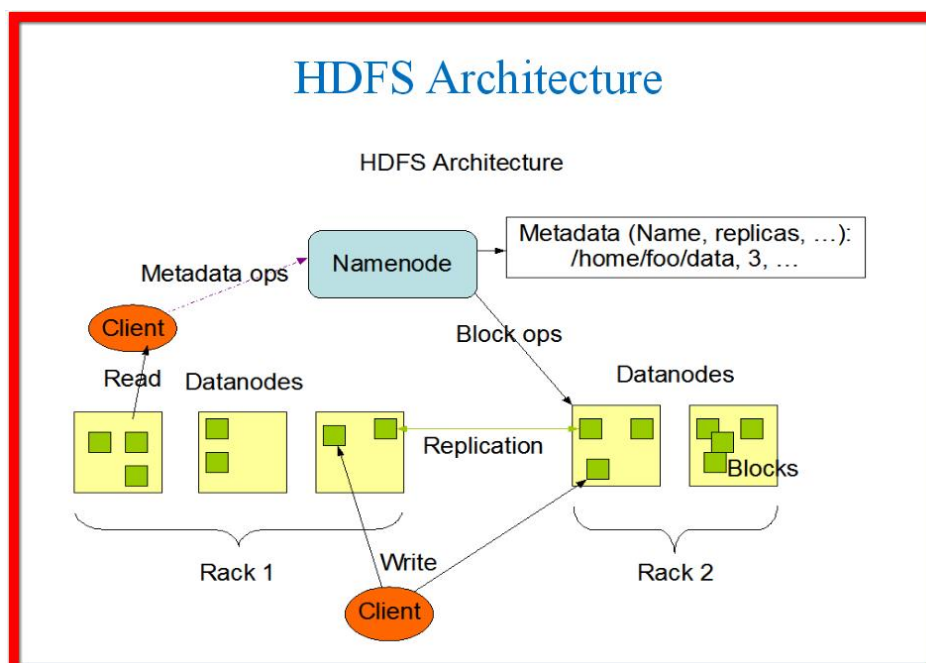 HDFS Architecture
HDFS Architecture
Metadata (Name, replicas, …):
/home/foo/data, 3, …
Namenode
Metadata ops
Client
Block ops
Read
Datanodes
Datanodes
Replication
Blocks
Write
Rack 1
Rack 2
Client